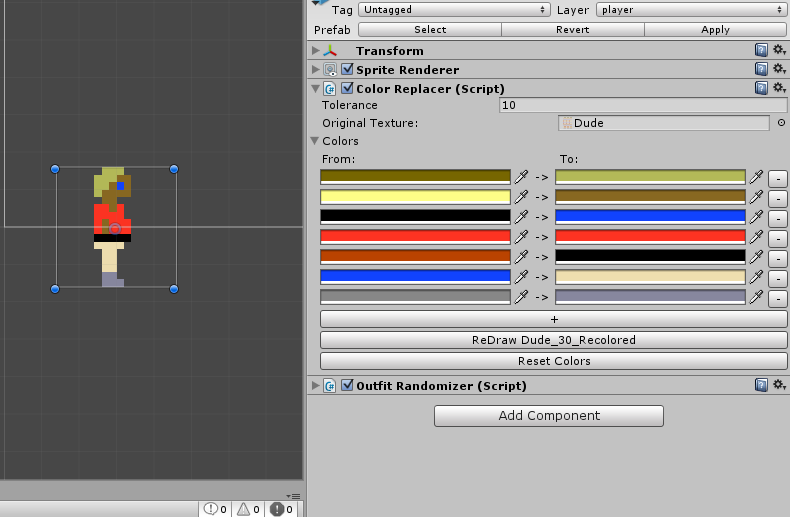 Tag Untagged Layer player
Prefab Select Revert Apply
Transform
Sprite Renderer
Color Replacer (Script)
Tolerance 10
Original Texture: Dude
Colors
From: To:
->  -
->  -
->  -
->  -
->  -
->  -
->  -
+
ReDraw Dude_30_Recolored
Reset Colors
Outfit Randomizer (Script)
Add Component
0 0 0